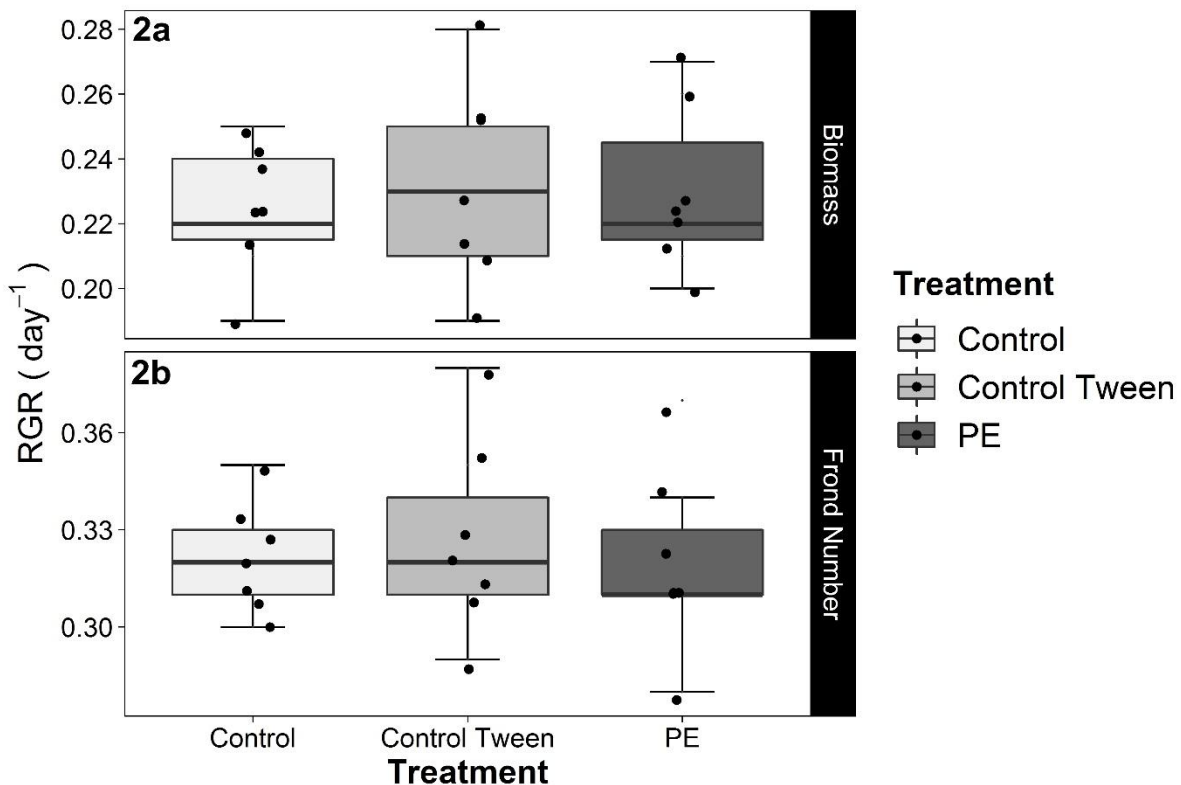 2a
0.28
0.26
0.24
0.22
0.20
Biomass
2b
0.36
0.33
0.30
Frond Number
RGR ( day⁻¹ )
Control
Control Tween
PE
Treatment
Treatment
Control
Control Tween
PE